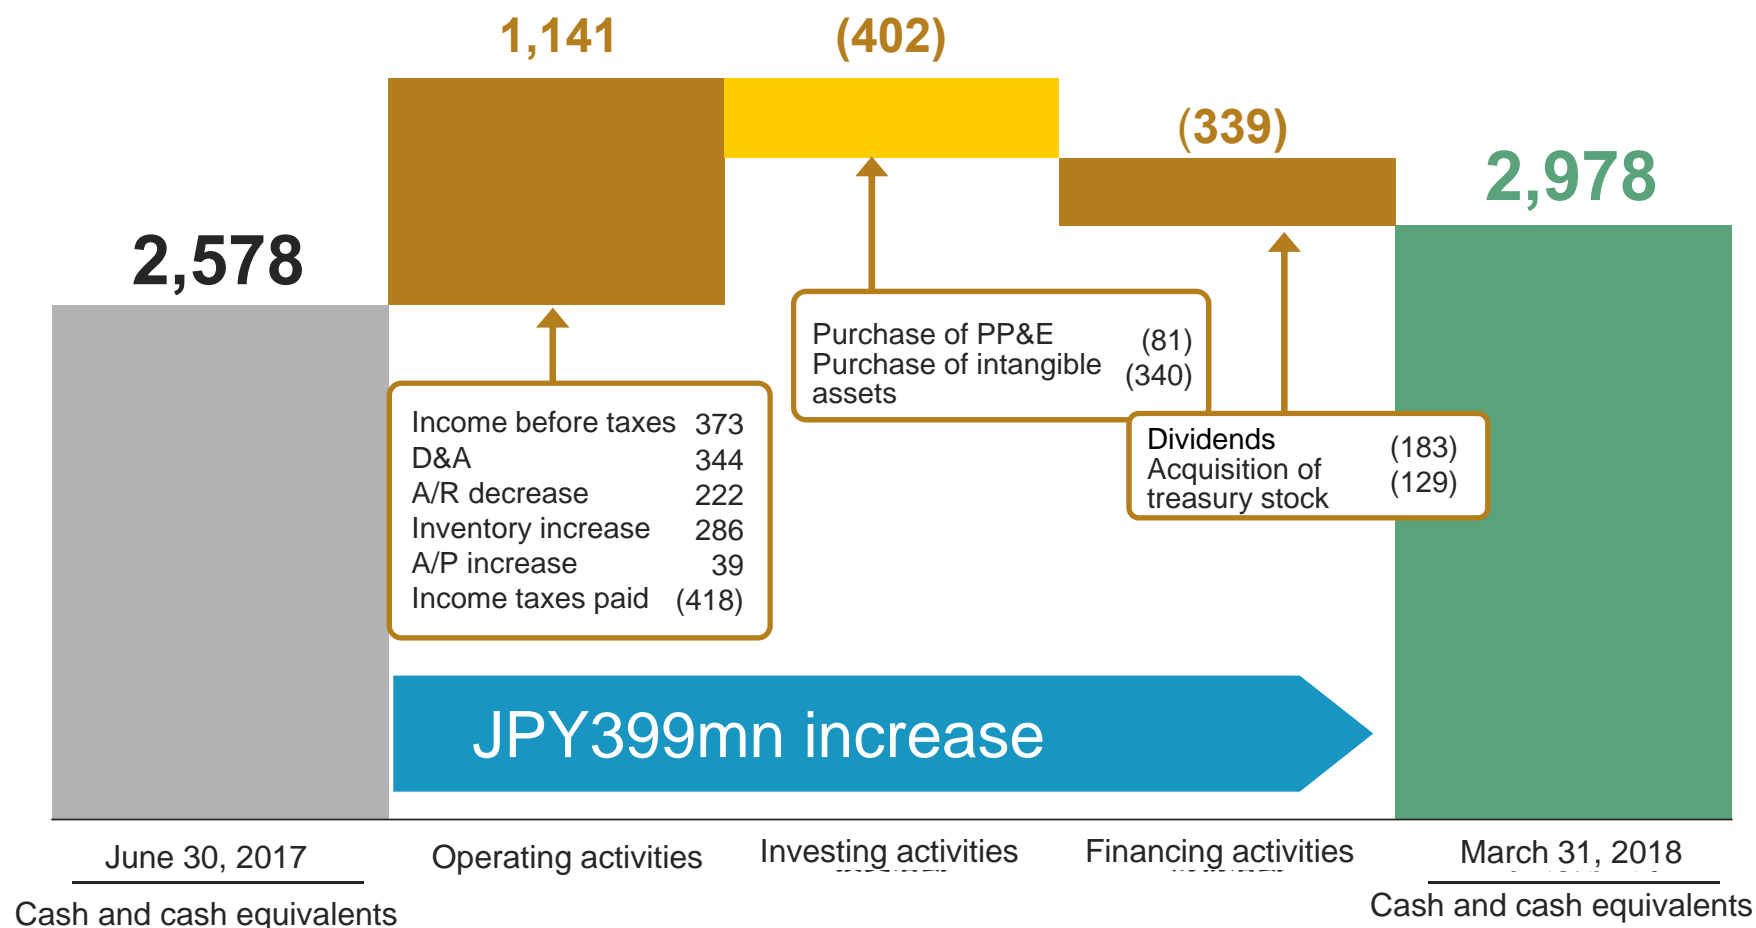 1,141
(402)
(339)
2,978
2,578
Purchase of PP&E (81)
Purchase of intangible (340)
assets
Income before taxes 373
D&A 344
A/R decrease 222
Inventory increase 286
A/P increase 39
Income taxes paid (418)
Dividends (183)
Acquisition of (129)
treasury stock
JPY399mn increase
June 30, 2017
Operating activities
Investing activities
Financing activities
March 31, 2018
Cash and cash equivalents
Cash and cash equivalents